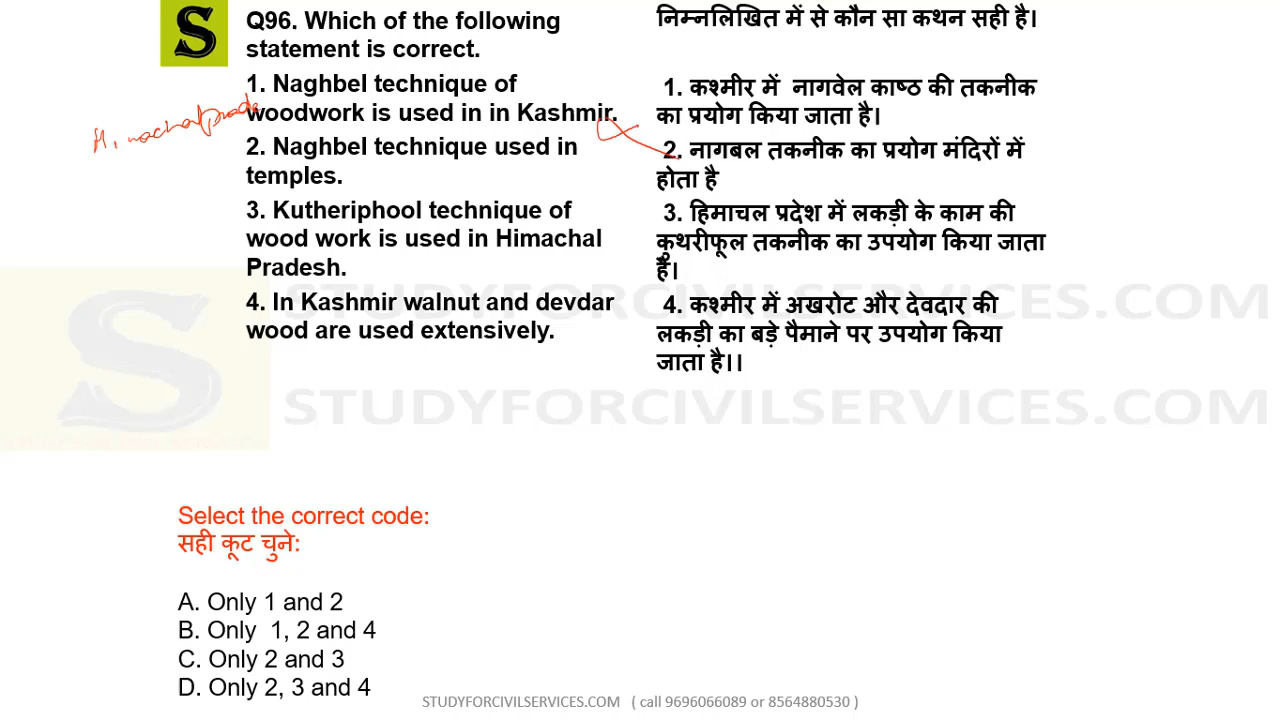 S
Q96. Which of the following
statement is correct.
1. Naghbel technique of
woodwork is used in in Kashmir.
2. Naghbel technique used in
temples.
3. Kutheriphool technique of
wood work is used in Himachal
Pradesh.
4. In Kashmir walnut and devdar
wood are used extensively.
निम्नलिखित में से कौन सा कथन सही है।
1. कश्मीर में नागवेल काष्ठ की तकनीक
का प्रयोग किया जाता है।
2. नागबल तकनीक का प्रयोग मंदिरों में
होता है
3. हिमाचल प्रदेश में लकड़ी के काम की
कुथरीफूल तकनीक का उपयोग किया जाता
है।
4. कश्मीर में अखरोट और देवदार की
लकड़ी का बड़े पैमाने पर उपयोग किया
जाता है।।
S
STUDYFORCIVILSERVICES.COM
STUDYFORCIVILSERVICES.COM
Select the correct code:
सही कूट चुने:
A. Only 1 and 2
B. Only 1, 2 and 4
C. Only 2 and 3
D. Only 2, 3 and 4
STUDYFORCIVILSERVICES.COM ( call 9696066089 or 8564880530 )